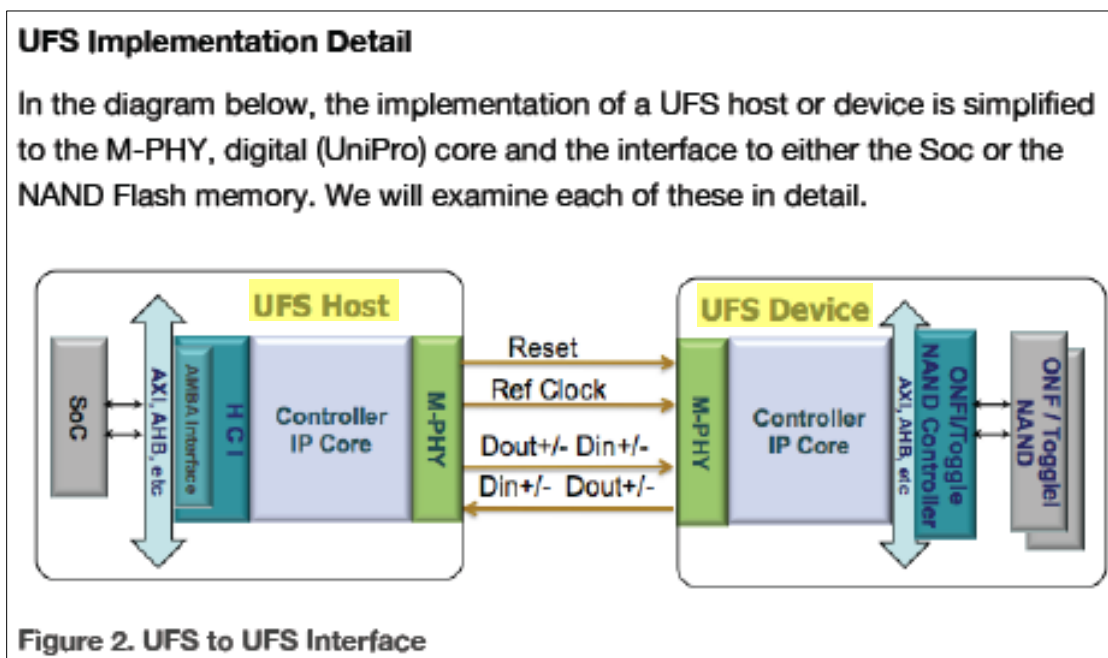 UFS Implementation Detail
In the diagram below, the implementation of a UFS host or device is simplified
to the M-PHY, digital (UniPro) core and the interface to either the Soc or the
NAND Flash memory. We will examine each of these in detail.
UFS Host
SoC
AXI, AHB, etc
AMBA Interface
HCI
Controller
IP Core
M-PHY
Reset
Ref Clock
Dout+/- Din+/-
Din+/- Dout+/-
UFS Device
M-PHY
Controller
IP Core
AXI, AHB, etc
ONFI/Toggle
NAND Controller
ONF / Togglel
NAND
Figure 2. UFS to UFS Interface